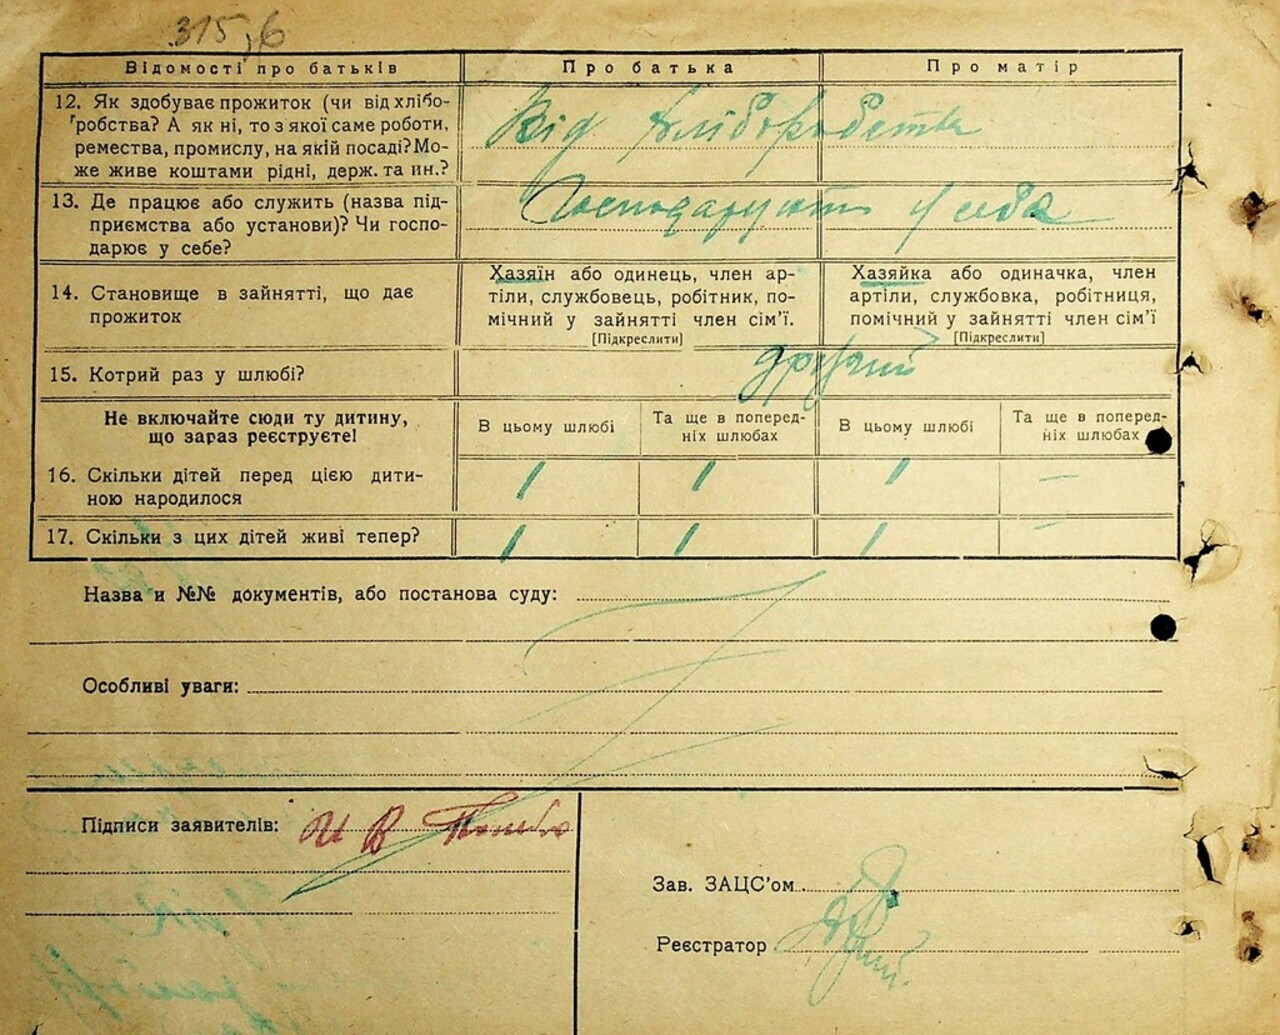 315,6
Відомості про батьків Про батька Про матір
12. Як здобуває прожиток (чи від хлібо-
робства? А як ні, то з якої саме роботи,
ремества, промислу, на якій посаді? Мо-
же живе коштами рідні, держ. та ин.?
Від хліборобства
13. Де працює або служить (назва під-
приємства або установи)? Чи госпо-
дарює у себе?
Господарують у себе
14. Становище в зайнятті, що дає
прожиток
Хазяїн або одинець, член ар-
тіли, службовець, робітник, по-
мічний у зайнятті член сім’ї.
[Підкреслити]
Хазяйка або одиначка, член
артіли, службовка, робітниця,
помічний у зайнятті член сім’ї
[Підкреслити]
15. Котрий раз у шлюбі?
другий
Не включайте сюди ту дитину,
що зараз реєструєте!
В цьому шлюбі
Та ще в поперед-
ніх шлюбах
В цьому шлюбі
Та ще в поперед-
ніх шлюбах
16. Скільки дітей перед цією дити-
ною народилося
1 1 1 —
17. Скільки з цих дітей живі тепер?
1 1 1 —
Назва и №№ документів, або постанова суду:
Особливі уваги:
Підписи заявителів: И В
Зав. ЗАЦС’ом
Реєстратор